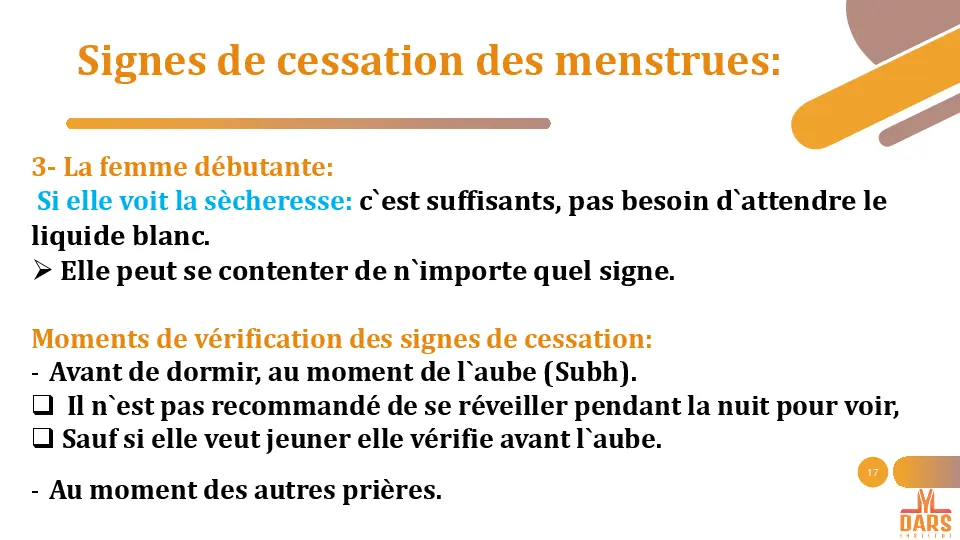 Signes de cessation des menstrues:
3- La femme débutante:
Si elle voit la sècheresse: c`est suffisants, pas besoin d`attendre le
liquide blanc.
➢ Elle peut se contenter de n`importe quel signe.
Moments de vérification des signes de cessation:
- Avant de dormir, au moment de l`aube (Subh).
❑ Il n`est pas recommandé de se réveiller pendant la nuit pour voir,
❑ Sauf si elle veut jeuner elle vérifie avant l`aube.
17
- Au moment des autres prières.
DARS
INSTITUT